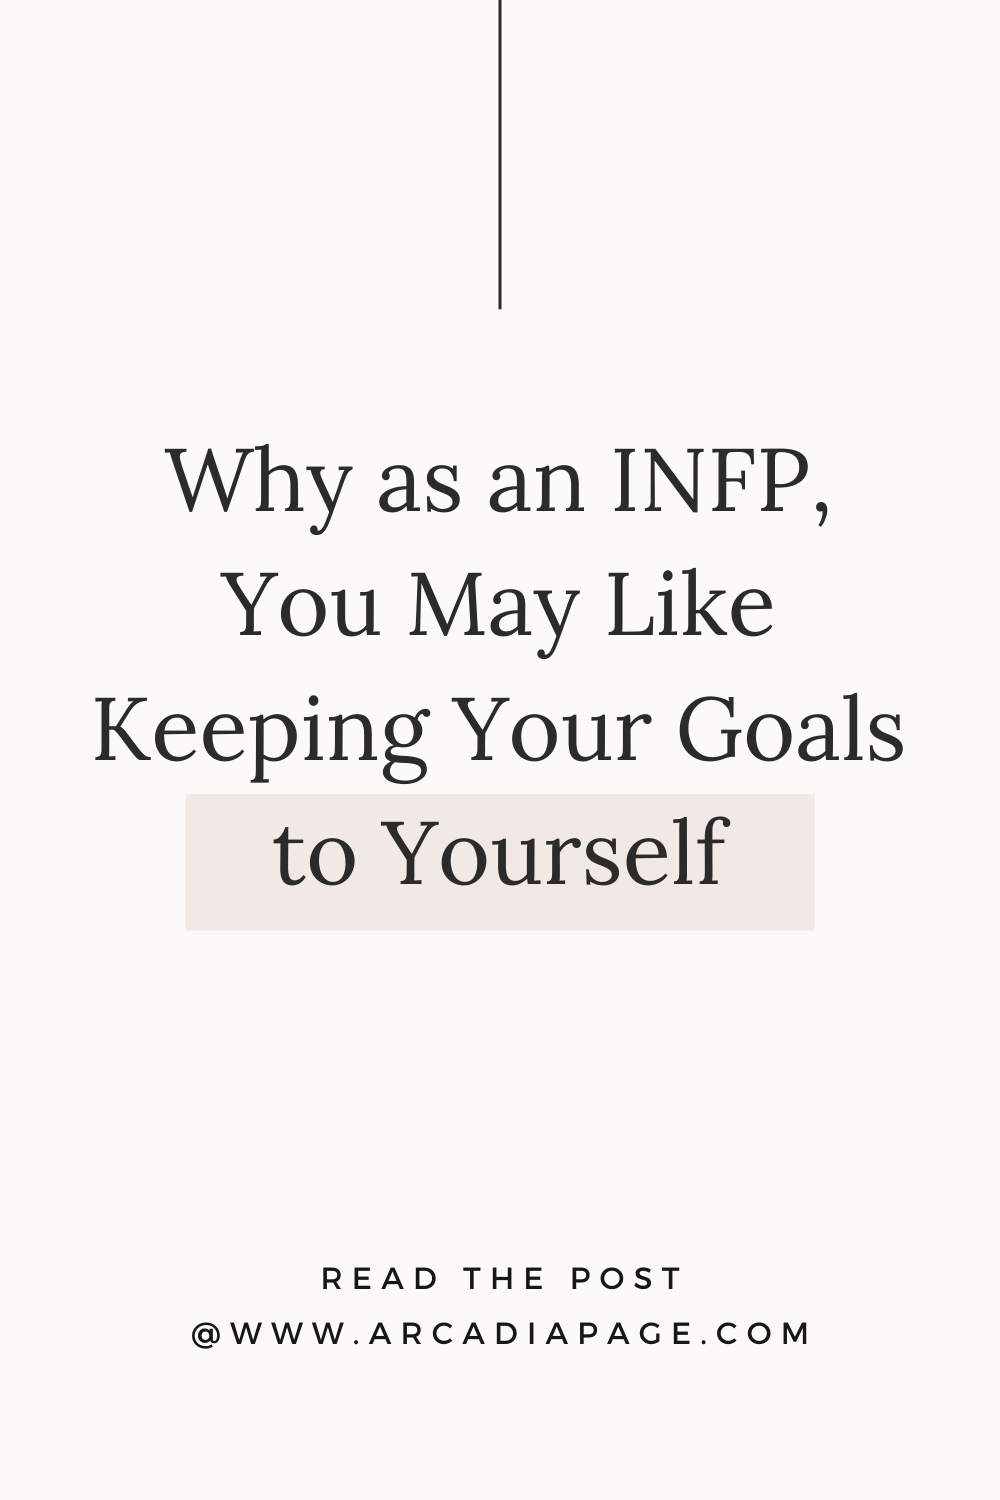 Why as an INFP,
You May Like
Keeping Your Goals
to Yourself
READ THE POST
@WWW.ARCADIAPAGE.COM